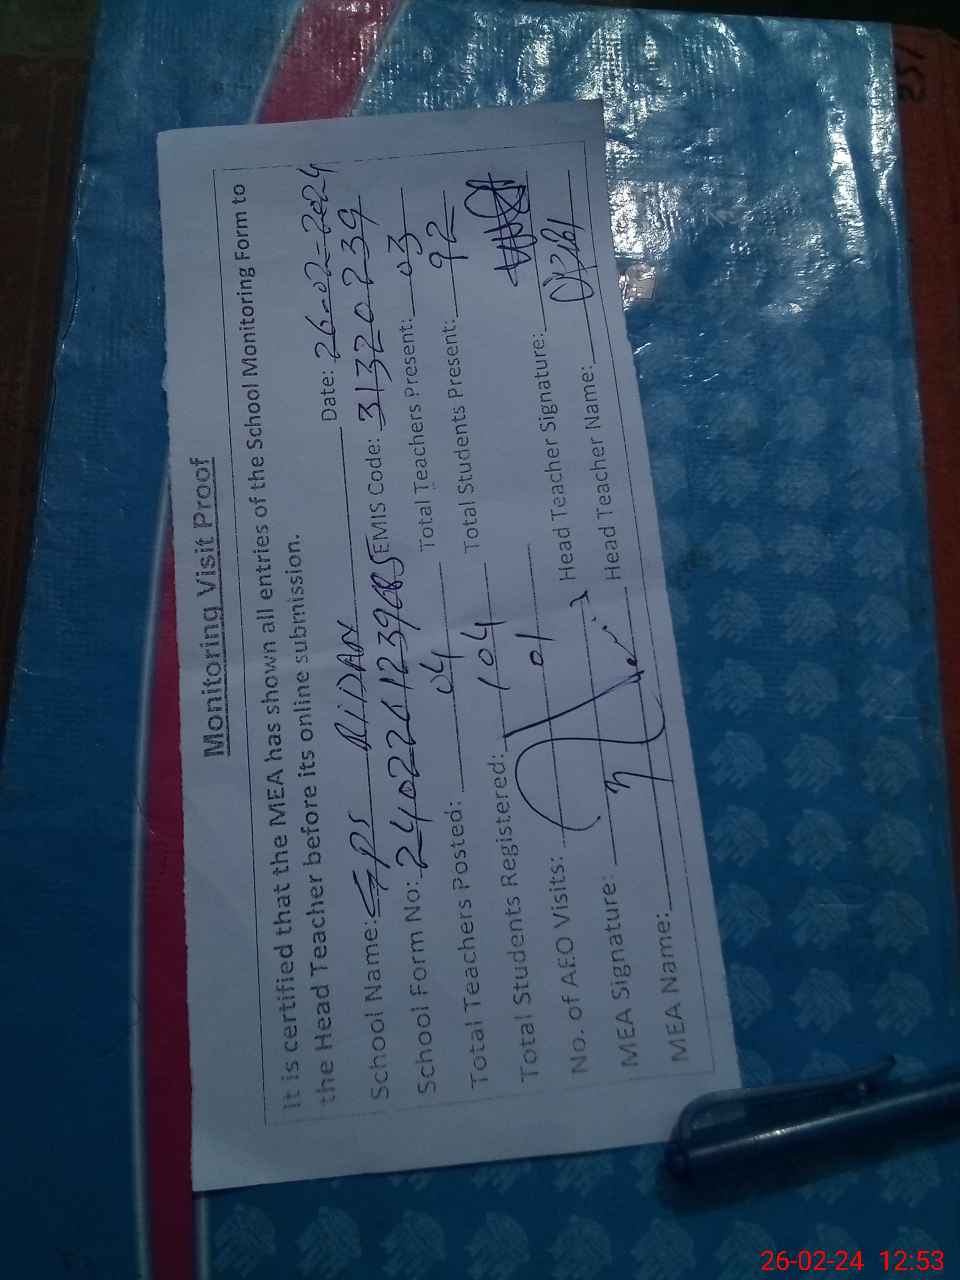 Monitoring Visit Proof
It is certified that the MEA has shown all entries of the School Monitoring Form to
the Head Teacher before its online submission.
School Name: GPS Date: 26-02-2024
School Form No: EMIS Code: 31320239
Total Teachers Posted: 04 Total Teachers Present: 03
Total Students Registered: 104 Total Students Present: 92
No. of AEO Visits: 01 Head Teacher Signature:
MEA Signature: Head Teacher Name:
MEA Name:
26-02-24 12:53